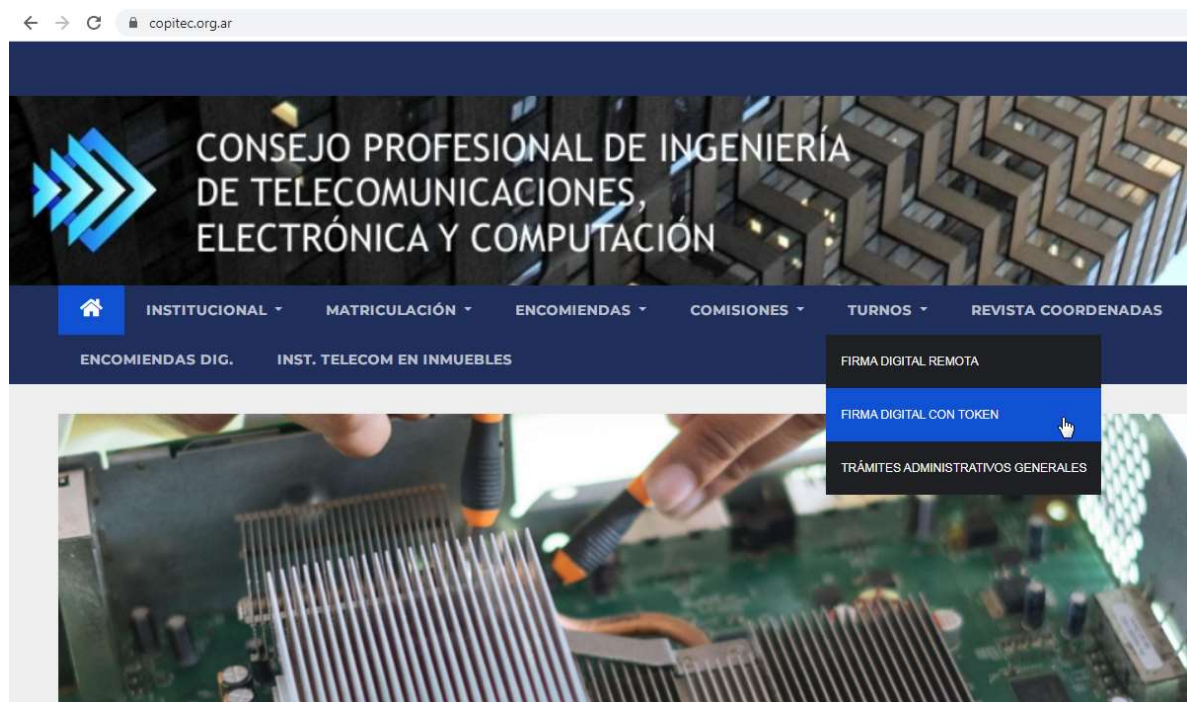 copitec.org.ar
CONSEJO PROFESIONAL DE INGENIERÍA
DE TELECOMUNICACIONES,
ELECTRÓNICA Y COMPUTACIÓN
INSTITUCIONAL MATRICULACIÓN ENCOMIENDAS COMISIONES TURNOS REVISTA COORDENADAS
ENCOMIENDAS DIG. INST. TELECOM EN INMUEBLES
FIRMA DIGITAL REMOTA
FIRMA DIGITAL CON TOKEN
TRÁMITES ADMINISTRATIVOS GENERALES